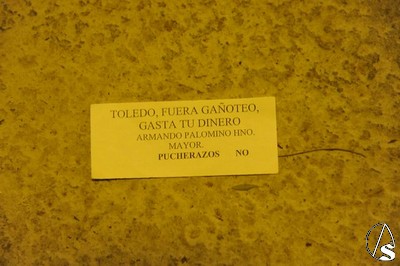 TOLEDO, FUERA GAÑOTEO,
GASTA TU DINERO
ARMANDO PALOMINO HNO.
MAYOR.
PUCHERAZOS NO